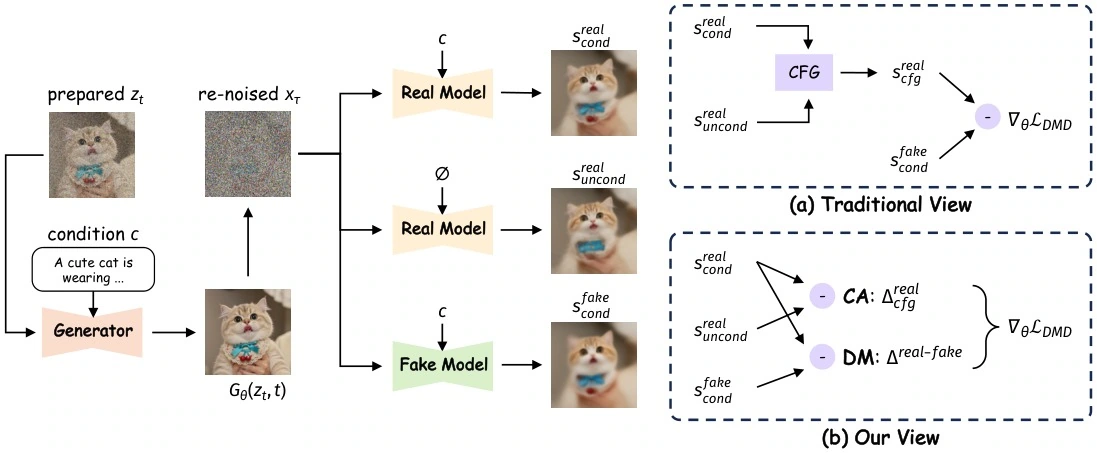 prepared z_t
re-noised x_τ
condition c
A cute cat is
wearing ...
Generator
G_θ(z_t, t)
c
Real Model
s_cond^real
∅
Real Model
s_uncond^real
c
Fake Model
s_cond^fake
s_cond^real
CFG
s_cfg^real
s_uncond^real
- ∇_θ ℒ_DMD
s_cond^fake
(a) Traditional View
s_cond^real
- CA: Δ_cfg^real
s_uncond^real
∇_θ ℒ_DMD
- DM: Δ^real-fake
s_cond^fake
(b) Our View